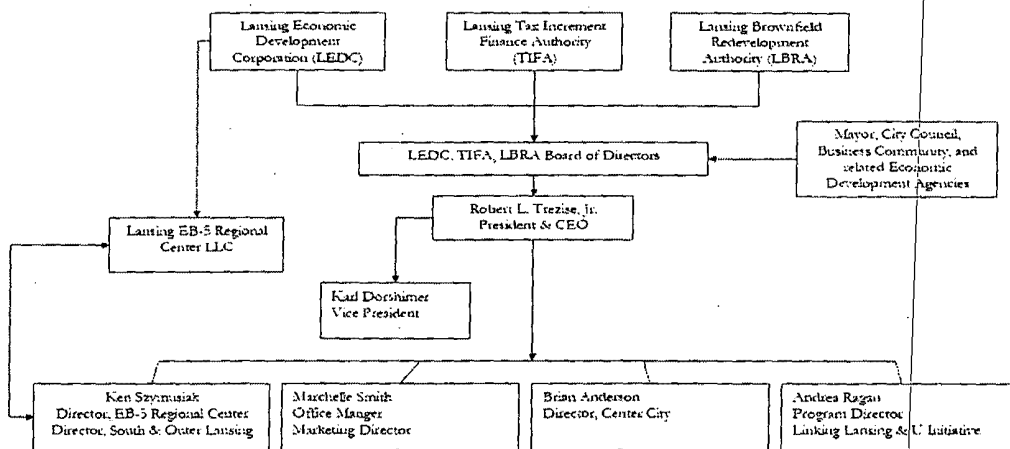 Lansing Economic
Development
Corporation (LEDC)
Lansing Tax Increment
Finance Authority
(TIFA)
Lansing Brownfield
Redevelopment
Authority (LBRA)
LEDC, TIFA, LBRA Board of Directors
Mayor, City Council,
Business Community, and
related Economic
Development Agencies
Robert L. Trezise, Jr.
President & CEO
Lansing EB-5 Regional
Center LLC
Karl Dorshimer
Vice President
Ken Szymusiak
Director, EB-5 Regional Center
Director, South & Outer Lansing
Marchelle Smith
Office Manger
Marketing Director
Brian Anderson
Director, Center City
Andrea Ragan
Program Director
Linking Lansing & U Initiative